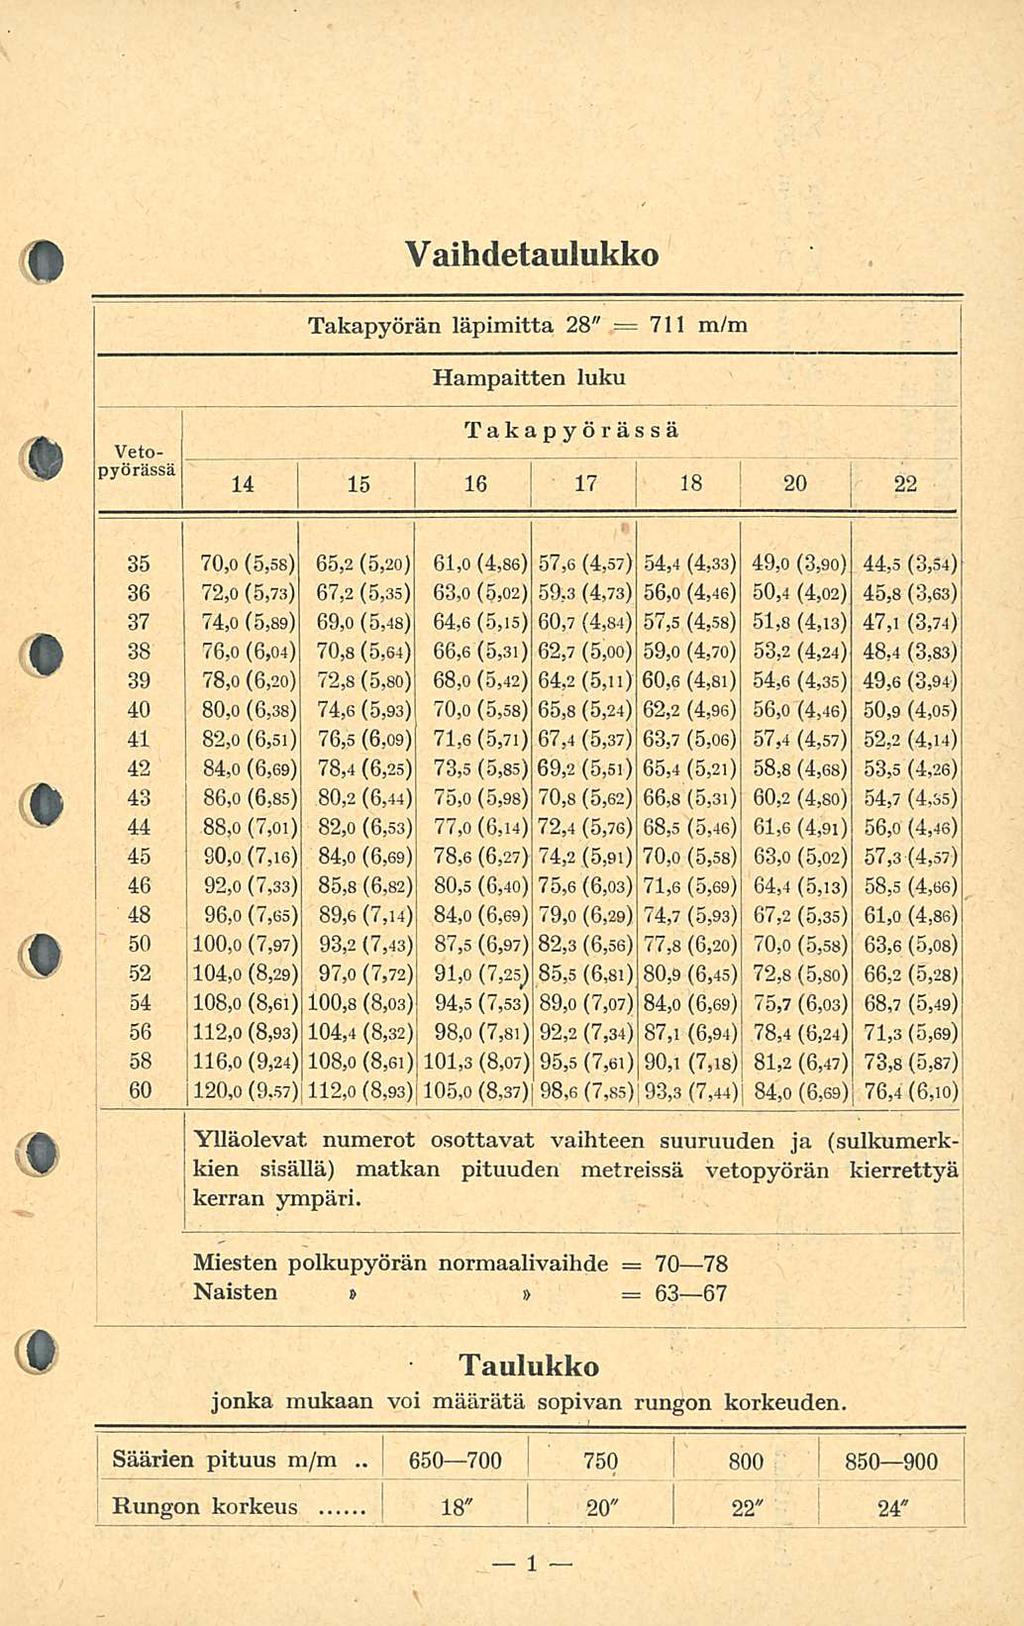 Vaihdetaulukko
Takapyörän läpimitta 28" = 711 m/m
Hampaitten luku
Takapyörässä
Veto-
pyörässä
14 15 16 17 18 20 22
35 70,0 (5,58) 65,2 (5,20) 61,0 (4,86) 57,6 (4,57) 54,4 (4,33) 49,0 (3,90) 44,5 (3,54)
36 72,0 (5,73) 67,2 (5,35) 63,0 (5,02) 59,3 (4,73) 56,0 (4,46) 50,4 (4,02) 45,8 (3,63)
37 74,0 (5,89) 69,0 (5,48) 64,6 (5,15) 60,7 (4,84) 57,5 (4,58) 51,8 (4,13) 47,1 (3,74)
38 76,0 (6,04) 70,8 (5,64) 66,6 (5,31) 62,7 (5,00) 59,0 (4,70) 53,2 (4,24) 48,4 (3,83)
39 78,0 (6,20) 72,8 (5,80) 68,0 (5,42) 64,2 (5,11) 60,6 (4,81) 54,6 (4,35) 49,6 (3,94)
40 80,0 (6,38) 74,6 (5,93) 70,0 (5,58) 65,8 (5,24) 62,2 (4,96) 56,0 (4,46) 50,9 (4,05)
41 82,0 (6,51) 76,5 (6,09) 71,6 (5,71) 67,4 (5,37) 63,7 (5,06) 57,4 (4,57) 52,2 (4,14)
42 84,0 (6,69) 78,4 (6,25) 73,5 (5,85) 69,2 (5,51) 65,4 (5,21) 58,8 (4,68) 53,5 (4,26)
43 86,0 (6,85) 80,2 (6,44) 75,0 (5,98) 70,8 (5,62) 66,8 (5,31) 60,2 (4,80) 54,7 (4,35)
44 88,0 (7,01) 82,0 (6,53) 77,0 (6,14) 72,4 (5,76) 68,5 (5,46) 61,6 (4,91) 56,0 (4,46)
45 90,0 (7,16) 84,0 (6,69) 78,6 (6,27) 74,2 (5,91) 70,0 (5,58) 63,0 (5,02) 57,3 (4,57)
46 92,0 (7,33) 85,8 (6,82) 80,5 (6,40) 75,6 (6,03) 71,6 (5,69) 64,4 (5,13) 58,5 (4,66)
48 96,0 (7,65) 89,6 (7,14) 84,0 (6,69) 79,0 (6,29) 74,7 (5,93) 67,2 (5,35) 61,0 (4,86)
50 100,0 (7,97) 93,2 (7,43) 87,5 (6,97) 82,3 (6,56) 77,8 (6,20) 70,0 (5,58) 63,6 (5,08)
52 104,0 (8,29) 97,0 (7,72) 91,0 (7,25) 85,5 (6,81) 80,9 (6,45) 72,8 (5,80) 66,2 (5,28)
54 108,0 (8,61) 100,8 (8,03) 94,5 (7,53) 89,0 (7,07) 84,0 (6,69) 75,7 (6,03) 68,7 (5,49)
56 112,0 (8,93) 104,4 (8,32) 98,0 (7,81) 92,2 (7,34) 87,1 (6,94) 78,4 (6,24) 71,3 (5,69)
58 116,0 (9,24) 108,0 (8,61) 101,3 (8,07) 95,5 (7,61) 90,1 (7,18) 81,2 (6,47) 73,8 (5,87)
60 120,0 (9,57) 112,0 (8,93) 105,0 (8,37) 98,6 (7,85) 93,3 (7,44) 84,0 (6,69) 76,4 (6,10)
Ylläolevat numerot osottavat vaihteen suuruuden ja (sulkumerk-
kien sisällä) matkan pituuden metreissä vetopyörän kierrettyä
kerran ympäri.
Miesten polkupyörän normaalivaihde = 70—78
Naisten » » = 63—67
Taulukko
jonka mukaan voi määrätä sopivan rungon korkeuden.
Säärien pituus m/m .. 650—700 750 800 850—900
Rungon korkeus ...... 18" 20" 22" 24"
— 1 —